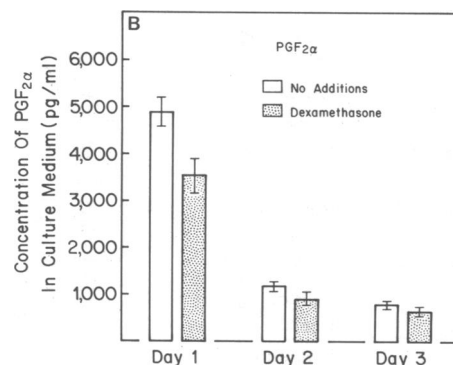 B
PGF2α
No Additions
Dexamethasone
Concentration Of PGF2α
In Culture Medium (pg/ml)
6,000
5,000
4,000
3,000
2,000
1,000
Day 1 Day 2 Day 3